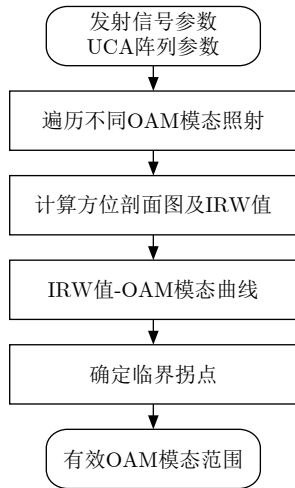 发射信号参数
UCA阵列参数
遍历不同OAM模态照射
计算方位剖面图及IRW值
IRW值-OAM模态曲线
确定临界拐点
有效OAM模态范围